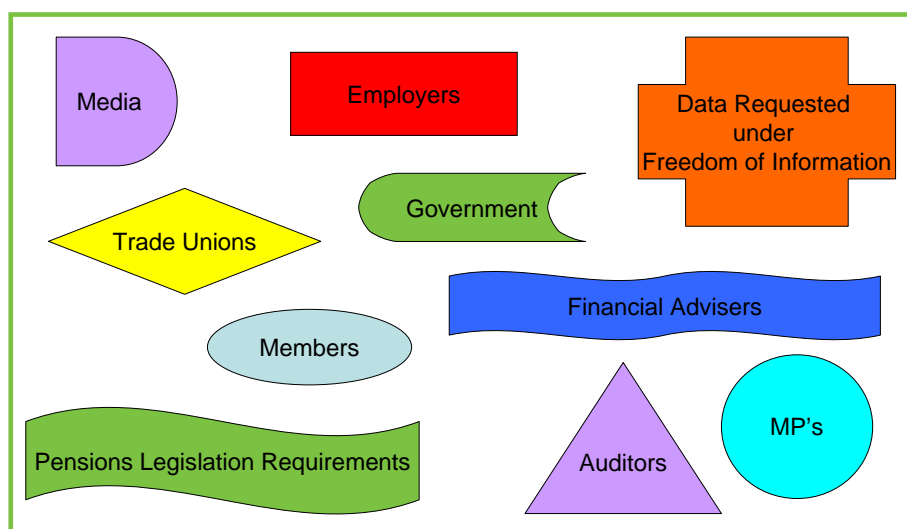 Media
Employers
Data Requested
under
Freedom of Information
Government
Trade Unions
Financial Advisers
Members
MP’s
Pensions Legislation Requirements
Auditors